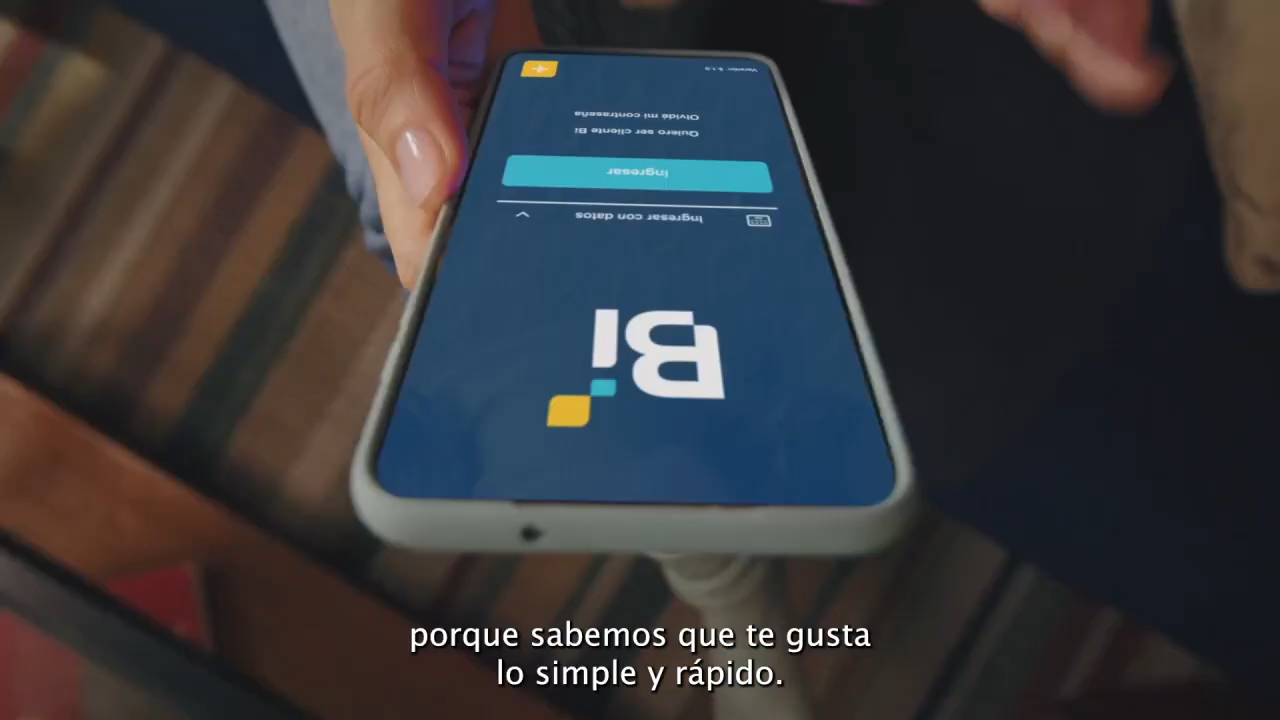 Bi
Ingresar con datos
Ingresar
Quiero ser cliente Bi
Olvidé mi contraseña
porque sabemos que te gusta
lo simple y rápido.